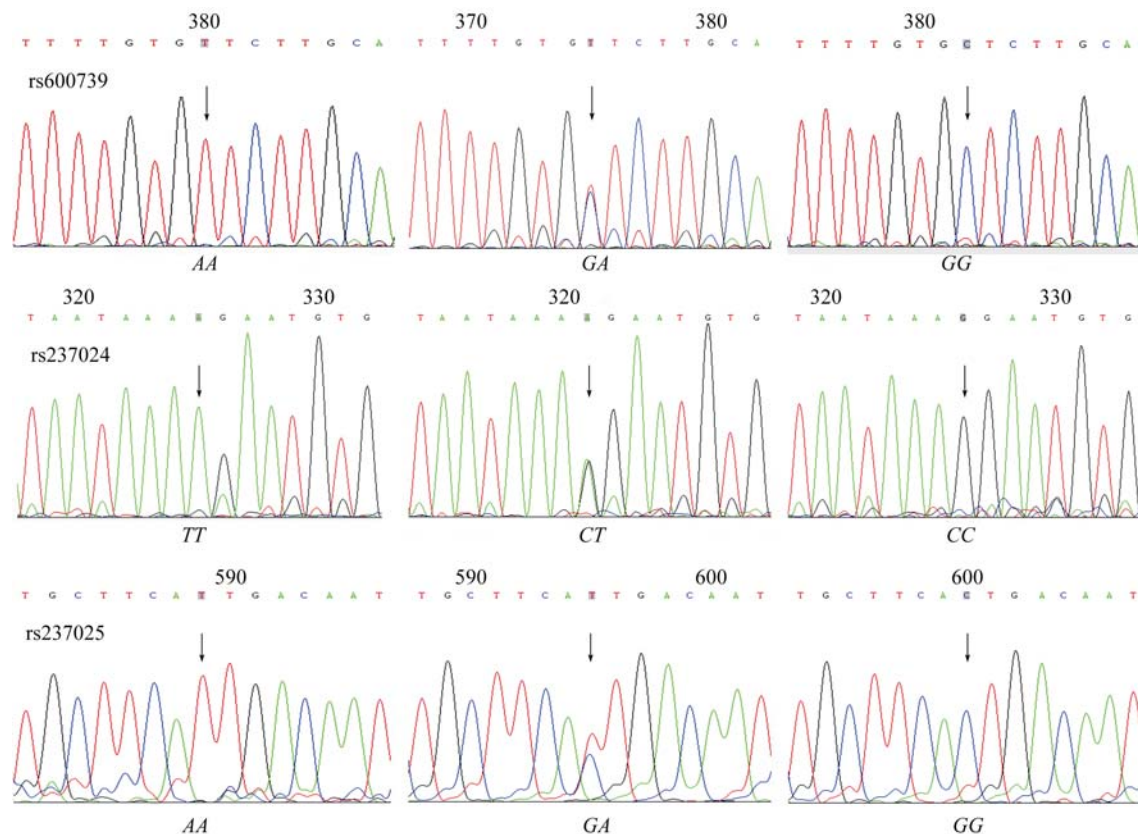 380 370 380 380
T T T T G T G T T C T T G C A T T T T G T G T T C T T G C A T T T T G T G C T C T T G C A
rs600739
AA GA GG
320 330 320 320 330
T A A T A A A A G A A T G T G T A A T A A A A G A A T G T G T A A T A A A G G A A T G T G
rs237024
TT CT CC
590 590 600 600
T G C T T C A T T G A C A A T T G C T T C A T T G A C A A T T G C T T C A C T G A C A A T
rs237025
AA GA GG